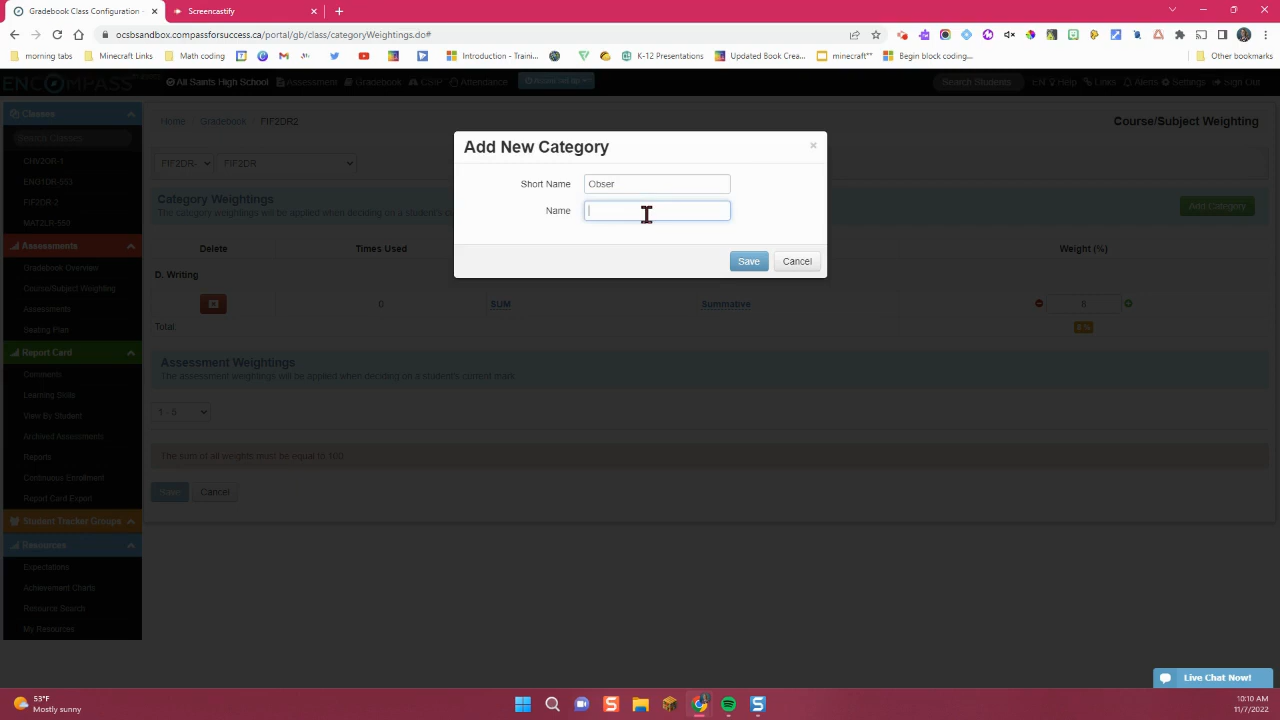 Gradebook Class Configuration
Screencastify
ocsbsandbox.compassforsuccess.ca/portal/gb/class/categoryWeightings.do#
morning tabs
Minecraft Links
Math coding
Introduction - Traini...
K-12 Presentations
Updated Book Crea...
minecraft**
Begin block coding...
Other bookmarks
ENCOMPASS
All Saints High School
Assessment
Gradebook
CSIP
Attendance
Search Students
EN
Help
Links
Alerts
Settings
Sign Out
Classes
Search Classes
CHV2OR-1
FIF2DR-2
MAT2LR-550
Assessments
Gradebook Overview
Course/Subject Weighting
Assessments
Seating Plan
Report Card
Comments
Learning Skills
View By Student
Archived Assessments
Reports
Continuous Enrollment
Report Card Export
Student Tracker Groups
Resources
Expectations
Achievement Charts
Resource Search
My Resources
Home
Gradebook
FIF2DR2
Course/Subject Weighting
FIF2DR-
FIF2DR
Category Weightings
The category weightings will be applied when deciding on a student's
Add Category
Delete
Times Used
Weight (%)
D. Writing
0
SUM
Summative
Total:
Assessment Weightings
The assessment weightings will be applied when deciding on a student's current mark
The sum of all weights must be equal to 100.
Save
Cancel
Add New Category
×
Short Name
Obser
Name
Save
Cancel
Live Chat Now!
53°F
Mostly sunny
10:10 AM
11/7/2022